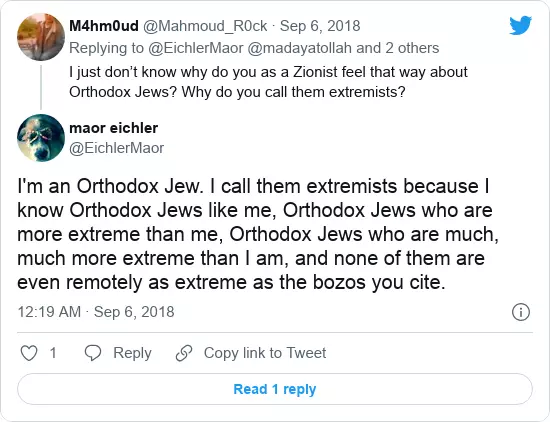 M4hm0ud @Mahmoud_R0ck · Sep 6, 2018
Replying to @EichlerMaor @madayatollah and 2 others
I just don’t know why do you as a Zionist feel that way about
Orthodox Jews? Why do you call them extremists?
maor eichler
@EichlerMaor
I'm an Orthodox Jew. I call them extremists because I
know Orthodox Jews like me, Orthodox Jews who are
more extreme than me, Orthodox Jews who are much,
much more extreme than I am, and none of them are
even remotely as extreme as the bozos you cite.
12:19 AM · Sep 6, 2018
1 Reply Copy link to Tweet
Read 1 reply